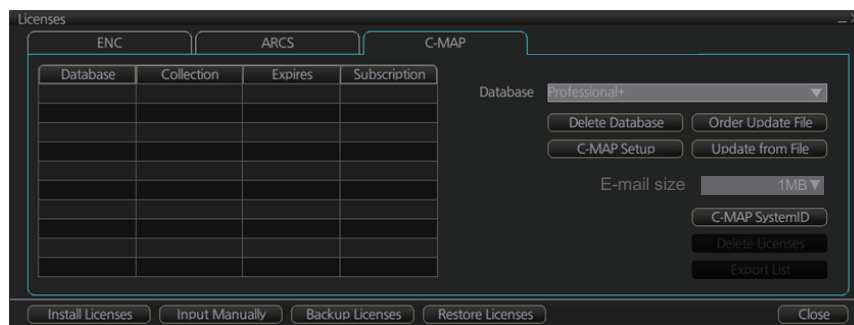 Licenses
ENC ARCS C-MAP
Database Collection Expires Subscription
Database Professional+
Delete Database Order Update File
C-MAP Setup Update from File
E-mail size 1MB
C-MAP SystemID
Delete Licenses
Export List
Install Licenses Input Manually Backup Licenses Restore Licenses Close